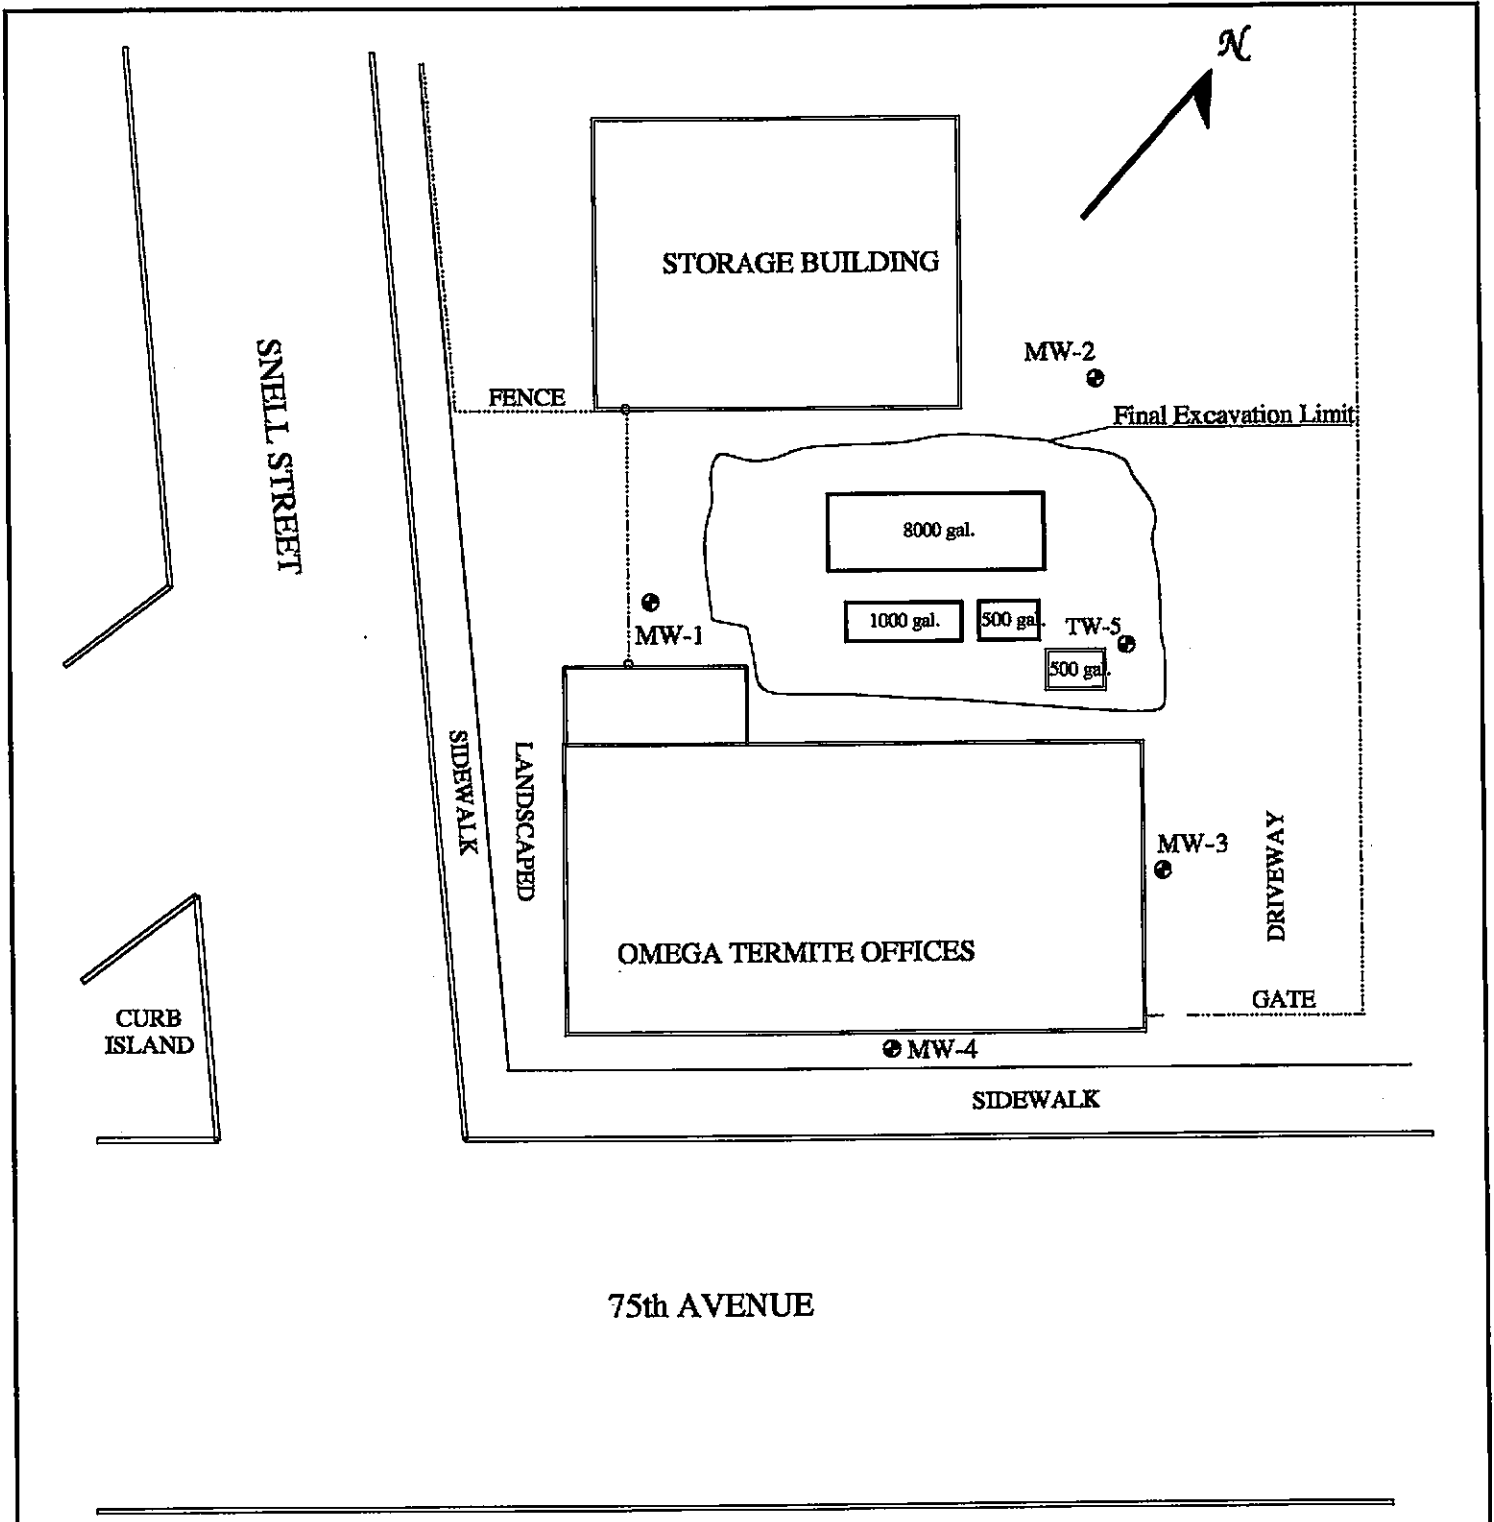 N
STORAGE BUILDING
MW-2
SNELL STREET
FENCE
Final Excavation Limit
8000 gal.
1000 gal.
500 gal.
TW-5
MW-1
500 gal.
SIDEWALK
LANDSCAPED
MW-3
DRIVEWAY
OMEGA TERMITE OFFICES
GATE
CURB
ISLAND
MW-4
SIDEWALK
75th AVENUE